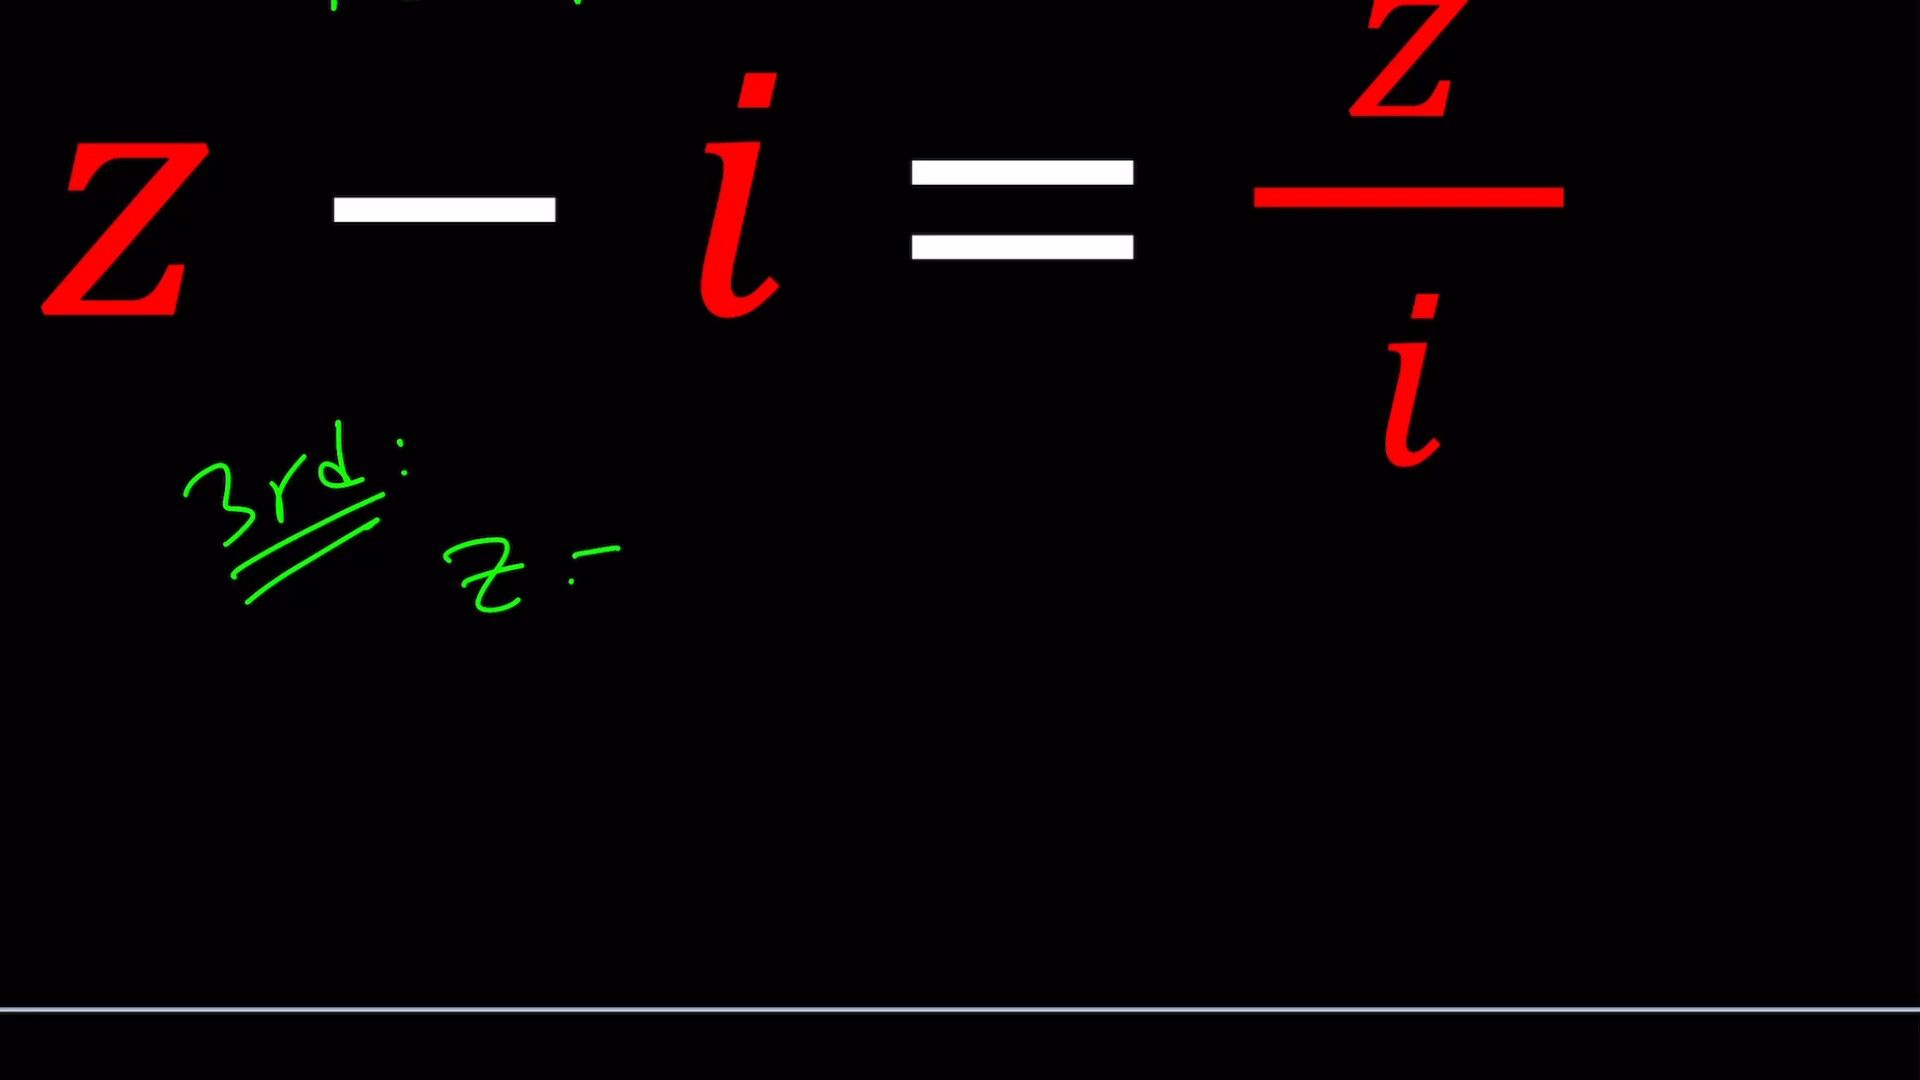 z − i = z/i
3rd:
z =